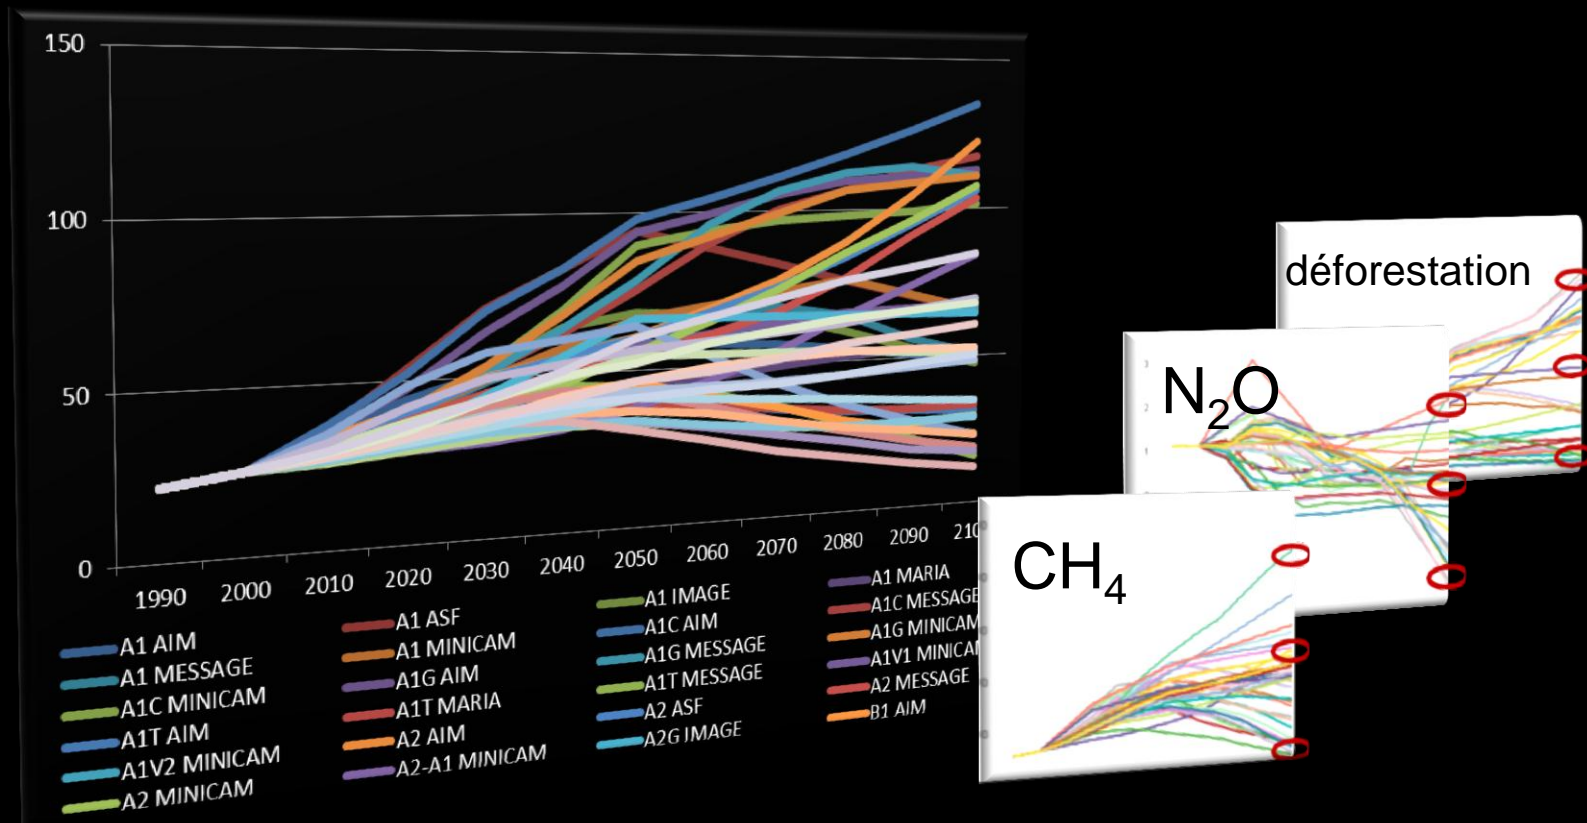 150
100
50
0
1990 2000 2010 2020 2030 2040 2050 2060 2070 2080 2090
A1 AIM A1 ASF A1 IMAGE A1 MARIA
A1 MESSAGE A1 MINICAM A1C AIM A1C MESSAGE
A1C MINICAM A1G AIM A1G MESSAGE A1G MINICAM
A1T AIM A1T MARIA A1T MESSAGE A1V1 MINICAM
A1V2 MINICAM A2 AIM A2 ASF A2 MESSAGE
A2 MINICAM A2-A1 MINICAM A2G IMAGE B1 AIM
déforestation
N₂O
CH₄